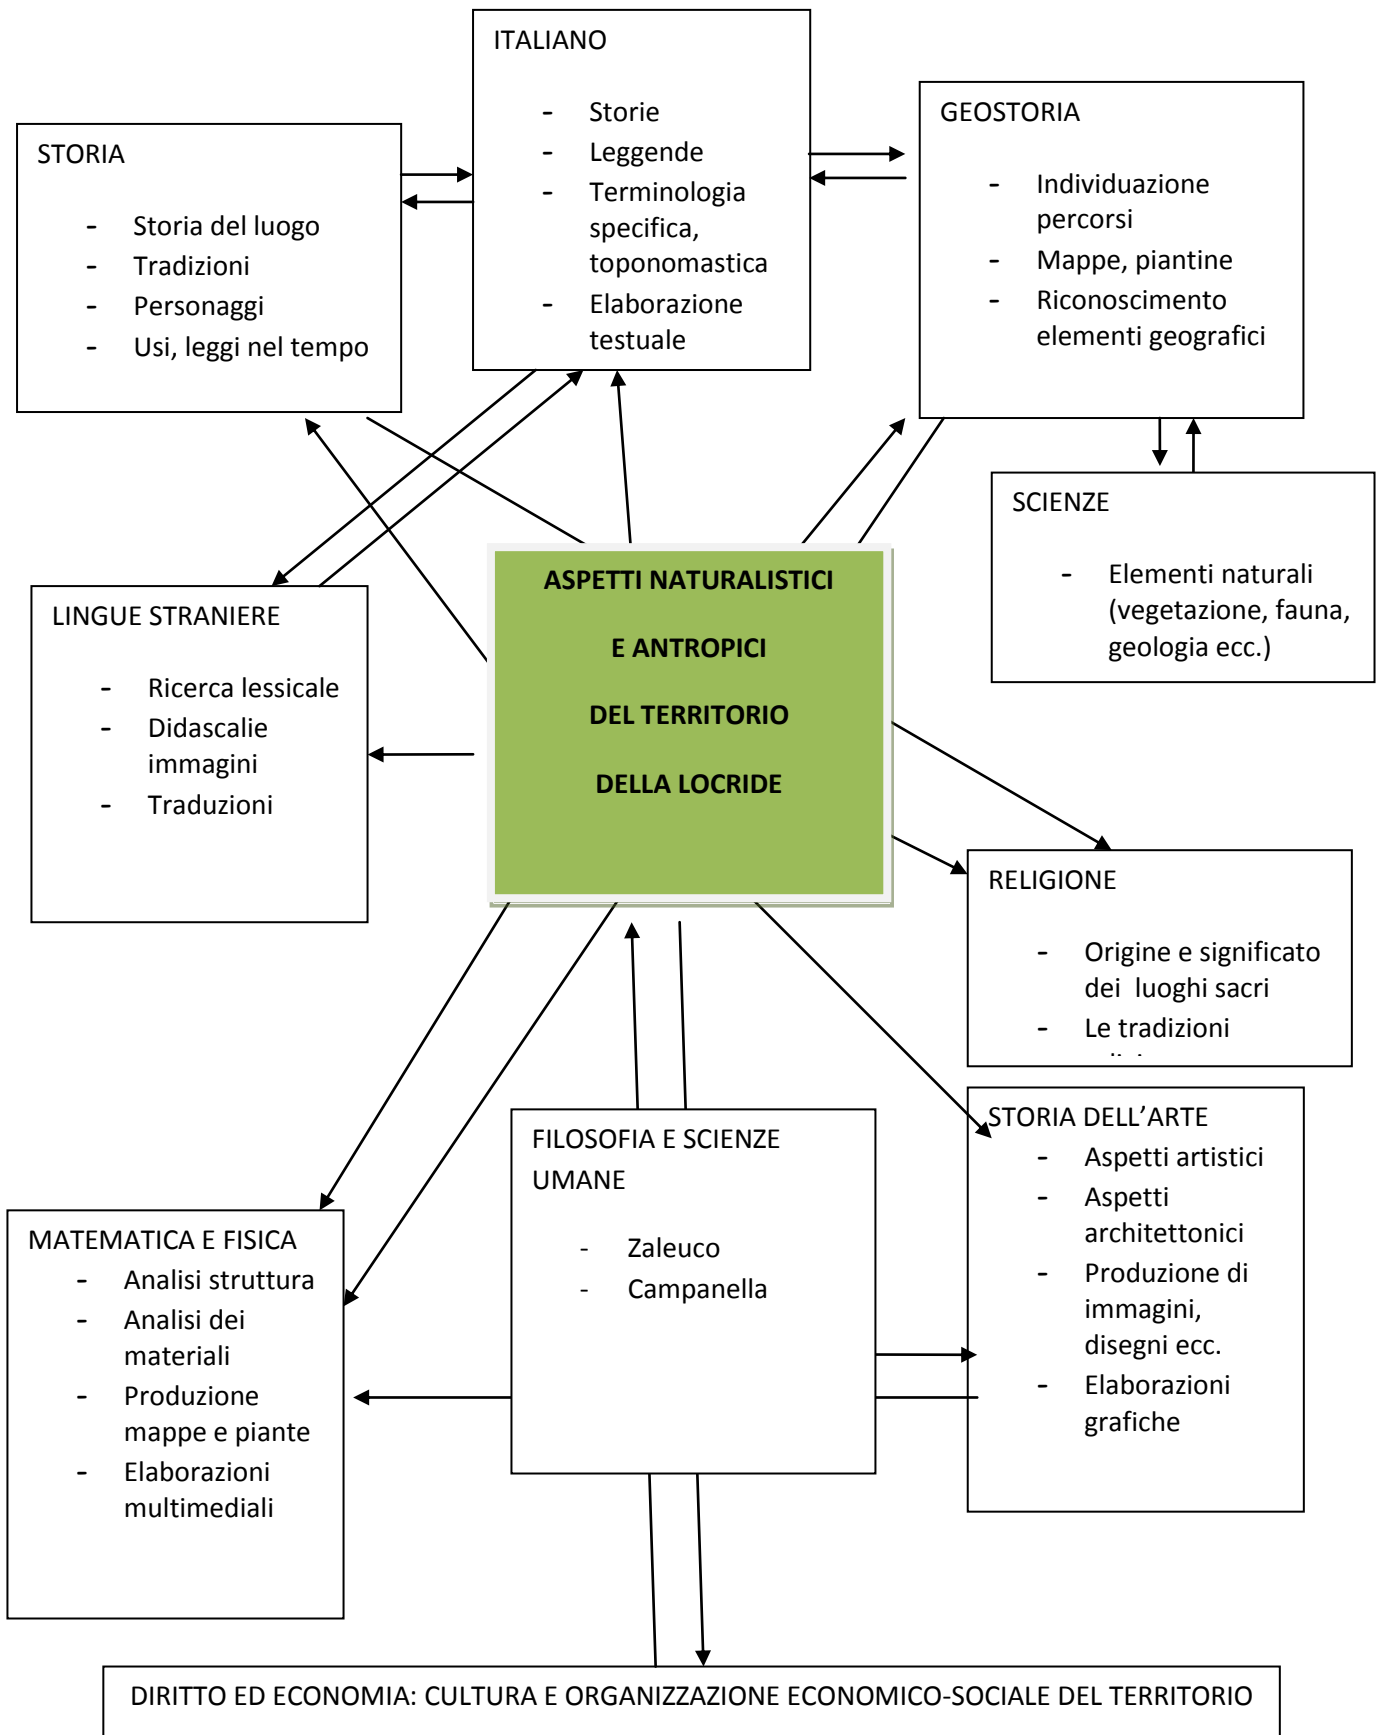 ITALIANO
- Storie
- Leggende
- Terminologia
specifica,
toponomastica
- Elaborazione
testuale
GEOSTORIA
- Individuazione
percorsi
- Mappe, piantine
- Riconoscimento
elementi geografici
STORIA
- Storia del luogo
- Tradizioni
- Personaggi
- Usi, leggi nel tempo
SCIENZE
- Elementi naturali
(vegetazione, fauna,
geologia ecc.)
ASPETTI NATURALISTICI
E ANTROPICI
DEL TERRITORIO
DELLA LOCRIDE
LINGUE STRANIERE
- Ricerca lessicale
- Didascalie
immagini
- Traduzioni
RELIGIONE
- Origine e significato
dei luoghi sacri
- Le tradizioni
STORIA DELL’ARTE
- Aspetti artistici
- Aspetti
architettonici
- Produzione di
immagini,
disegni ecc.
- Elaborazioni
grafiche
FILOSOFIA E SCIENZE
UMANE
- Zaleuco
- Campanella
MATEMATICA E FISICA
- Analisi struttura
- Analisi dei
materiali
- Produzione
mappe e piante
- Elaborazioni
multimediali
DIRITTO ED ECONOMIA: CULTURA E ORGANIZZAZIONE ECONOMICO-SOCIALE DEL TERRITORIO